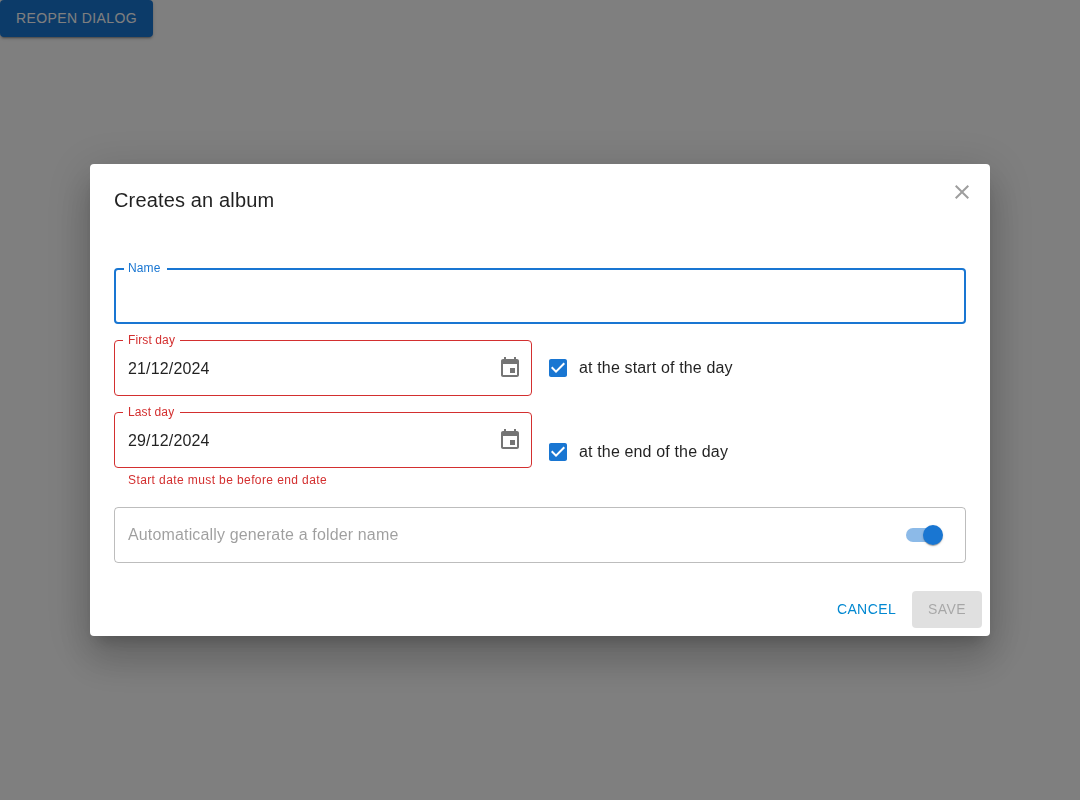 REOPEN DIALOG
Creates an album
Name
First day
21/12/2024
at the start of the day
Last day
29/12/2024
at the end of the day
Start date must be before end date
Automatically generate a folder name
CANCEL
SAVE